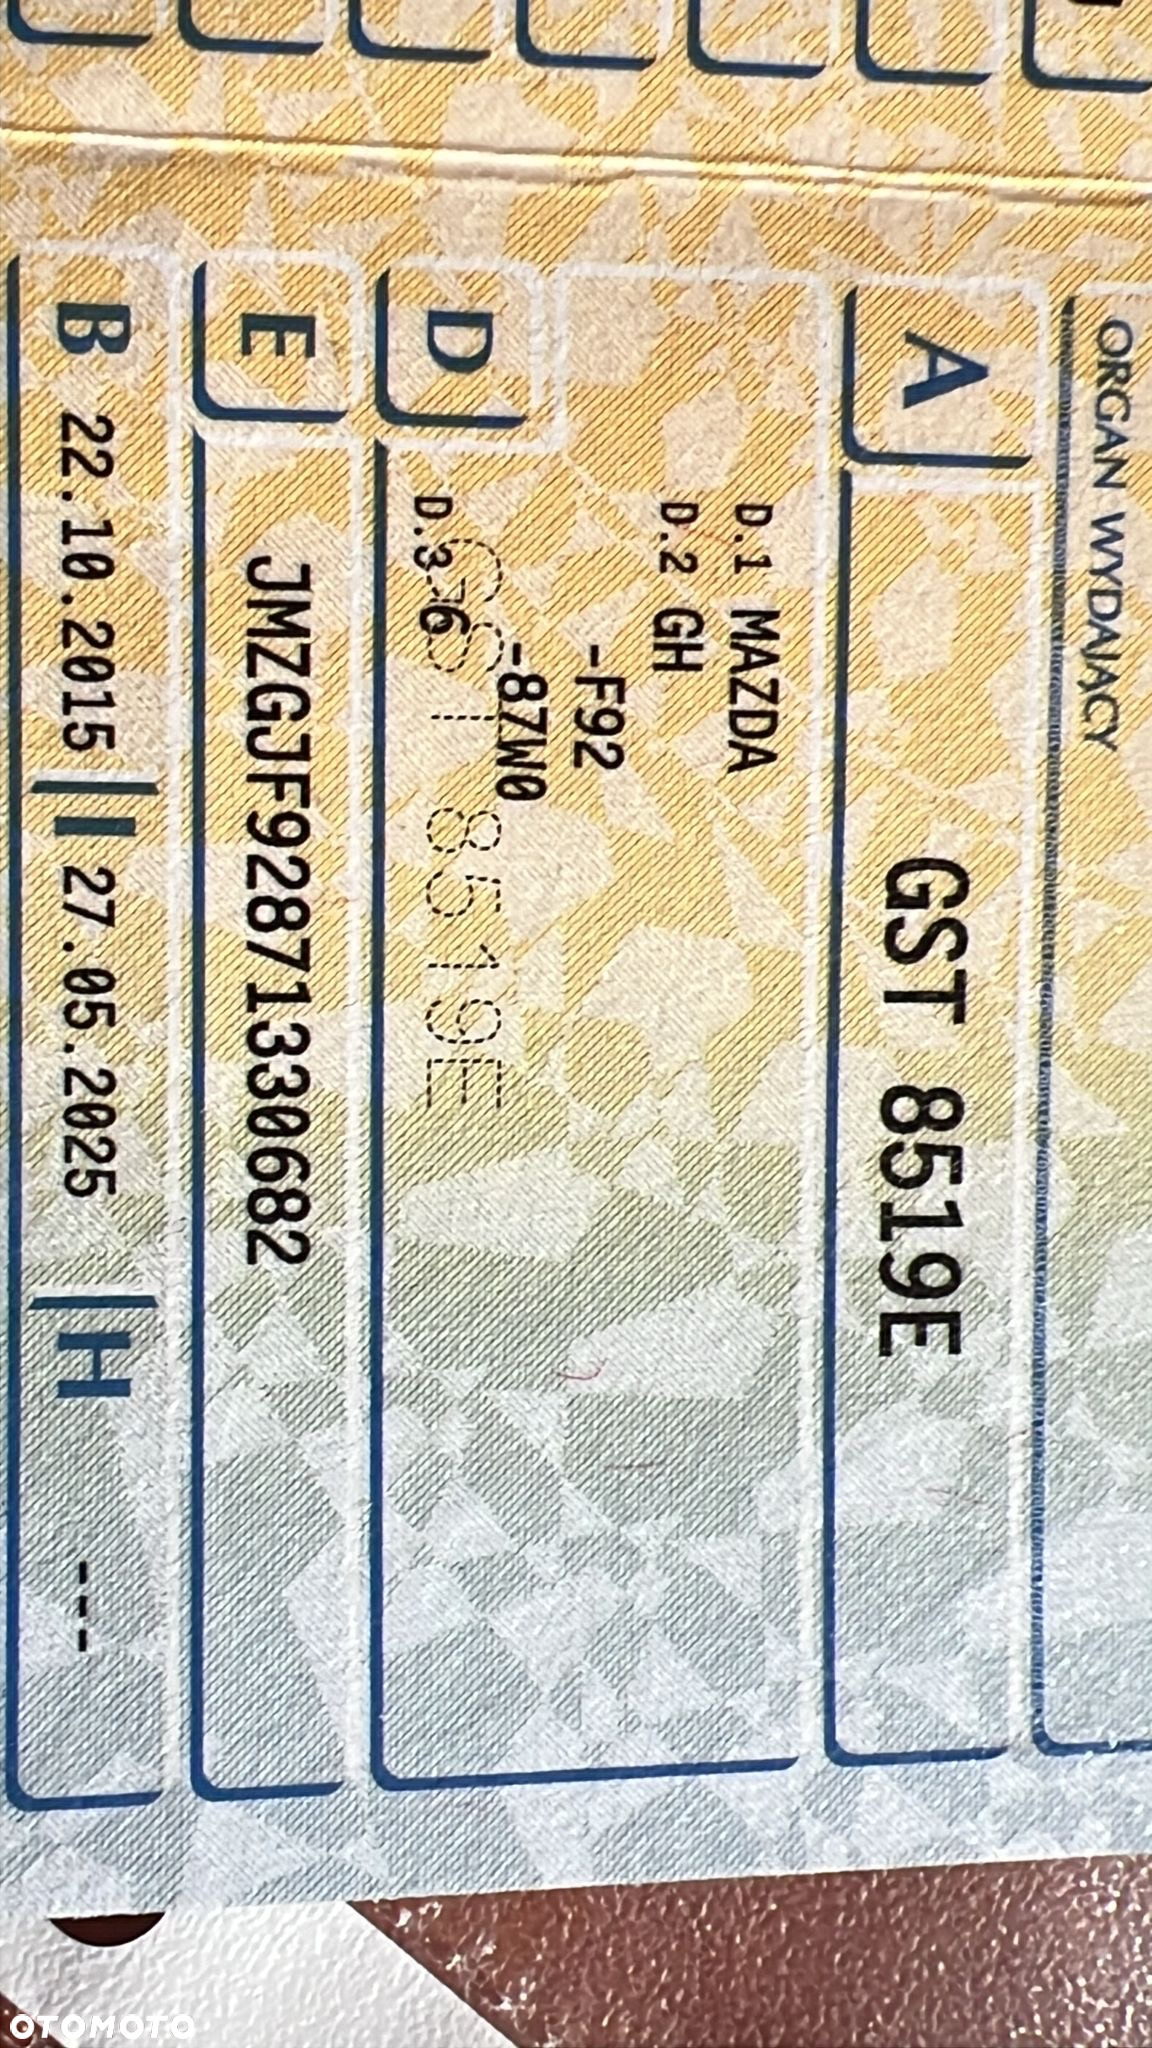 ORGAN WYDAJĄCY
A GST 8519E
D.1 MAZDA
D.2 GH
-F92
-87W0
D D.3 6
GST 8519E
E JMZGJF92871330682
B 22.10.2015 I 27.05.2025 H ---
OTOMOTO